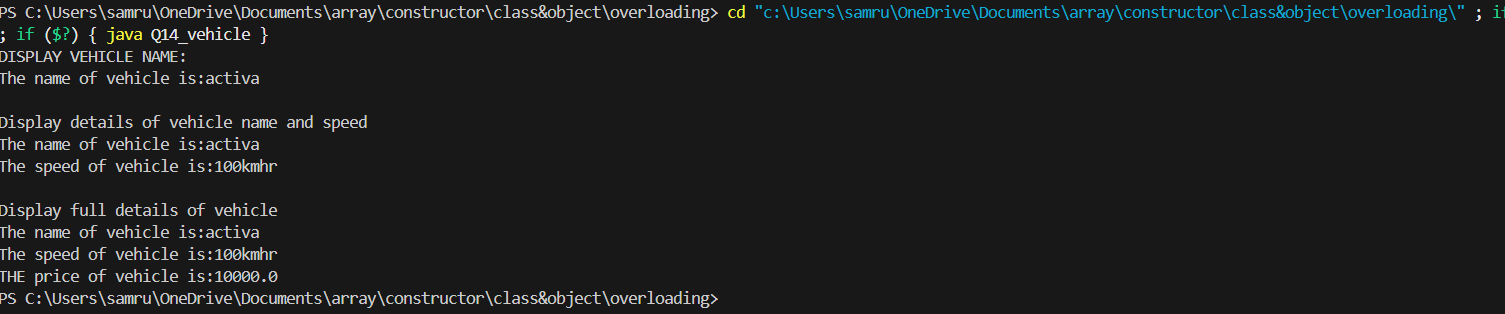 PS C:\Users\samru\OneDrive\Documents\array\constructor\class&object\overloading> cd "c:\Users\samru\OneDrive\Documents\array\constructor\class&object\overloading\" ; if
; if ($?) { java Q14_vehicle }
DISPLAY VEHICLE NAME:
The name of vehicle is:activa

Display details of vehicle name and speed
The name of vehicle is:activa
The speed of vehicle is:100kmhr

Display full details of vehicle
The name of vehicle is:activa
The speed of vehicle is:100kmhr
THE price of vehicle is:10000.0
PS C:\Users\samru\OneDrive\Documents\array\constructor\class&object\overloading>